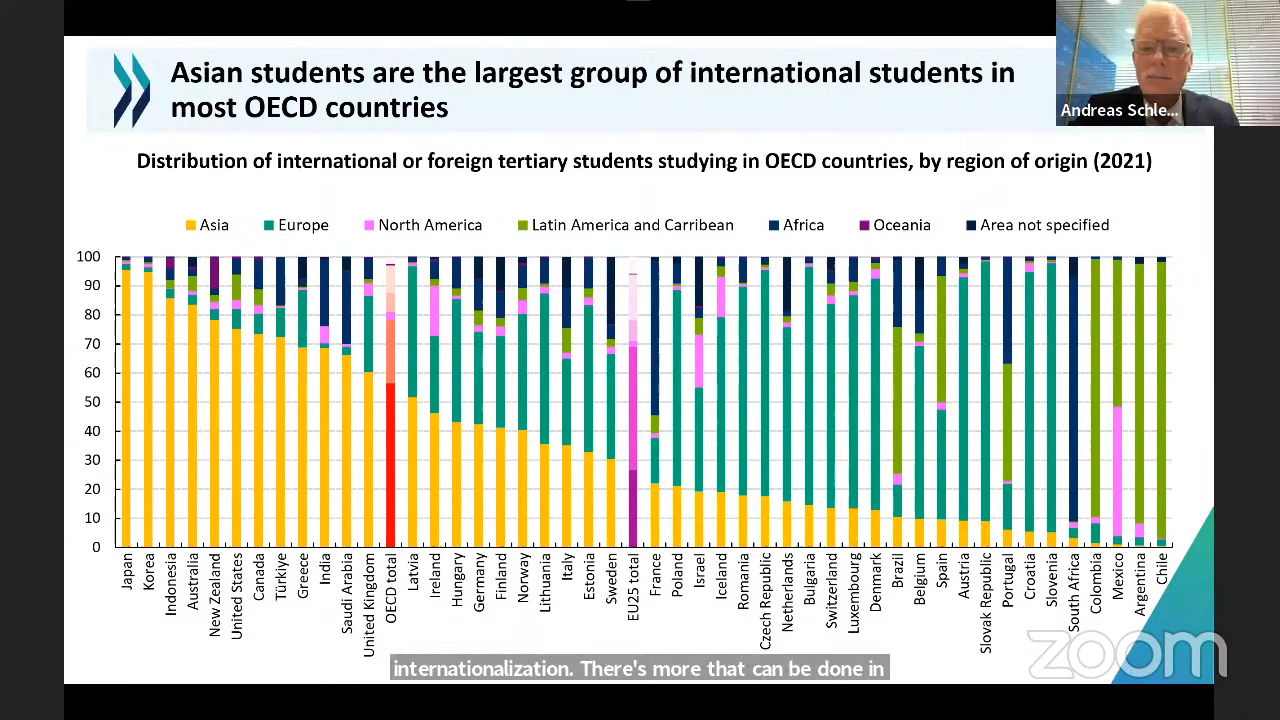 Asian students are the largest group of international students in
most OECD countries
Andreas Schle...
Distribution of international or foreign tertiary students studying in OECD countries, by region of origin (2021)
Asia Europe North America Latin America and Carribean Africa Oceania Area not specified
100
90
80
70
60
50
40
30
20
10
0
Japan
Korea
Indonesia
Australia
New Zealand
United States
Canada
Türkiye
Greece
India
Saudi Arabia
United Kingdom
OECD total
Latvia
Ireland
Hungary
Germany
Finland
Norway
Lithuania
Italy
Estonia
Sweden
EU25 total
France
Poland
Israel
Iceland
Romania
Czech Republic
Netherlands
Bulgaria
Switzerland
Luxembourg
Denmark
Brazil
Belgium
Spain
Austria
Slovak Republic
Portugal
Croatia
Slovenia
South Africa
Colombia
Mexico
Argentina
Chile
zoom
internationalization. There's more that can be done in